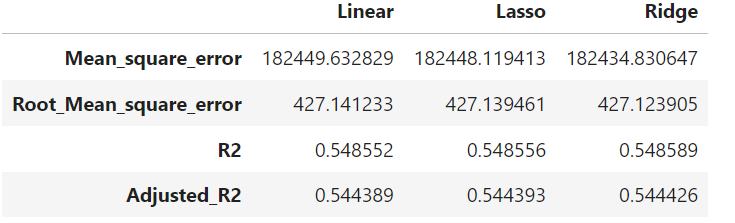 Linear Lasso Ridge
Mean_square_error 182449.632829 182448.119413 182434.830647
Root_Mean_square_error 427.141233 427.139461 427.123905
R2 0.548552 0.548556 0.548589
Adjusted_R2 0.544389 0.544393 0.544426